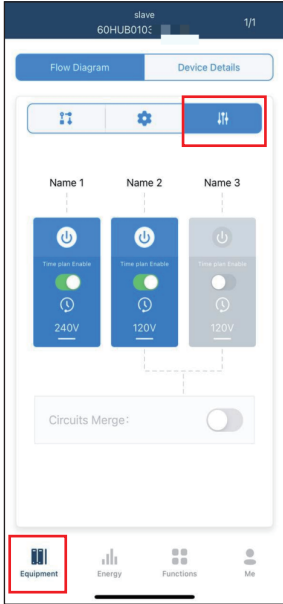 slave
60HUB0103
1/1
Flow Diagram
Device Details
Name 1
Name 2
Name 3
Time plan Enable
Time plan Enable
Time plan Enable
240V
120V
120V
Circuits Merge:
Equipment
Energy
Functions
Me